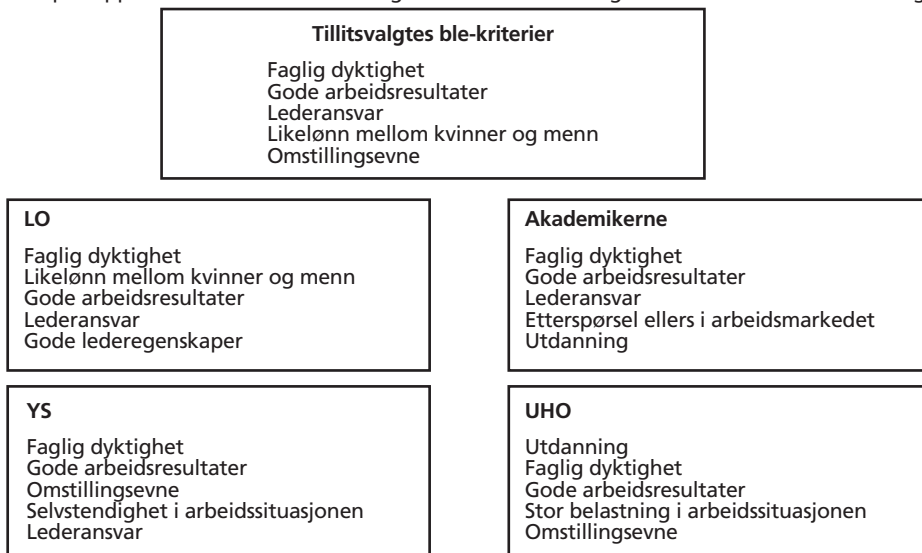 Tillitsvalgtes ble-kriterier
Faglig dyktighet
Gode arbeidsresultater
Lederansvar
Likelønn mellom kvinner og menn
Omstillingsevne
LO
Faglig dyktighet
Likelønn mellom kvinner og menn
Gode arbeidsresultater
Lederansvar
Gode lederegenskaper
Akademikerne
Faglig dyktighet
Gode arbeidsresultater
Lederansvar
Etterspørsel ellers i arbeidsmarkedet
Utdanning
YS
Faglig dyktighet
Gode arbeidsresultater
Omstillingsevne
Selvstendighet i arbeidssituasjonen
Lederansvar
UHO
Utdanning
Faglig dyktighet
Gode arbeidsresultater
Stor belastning i arbeidssituasjonen
Omstillingsevne